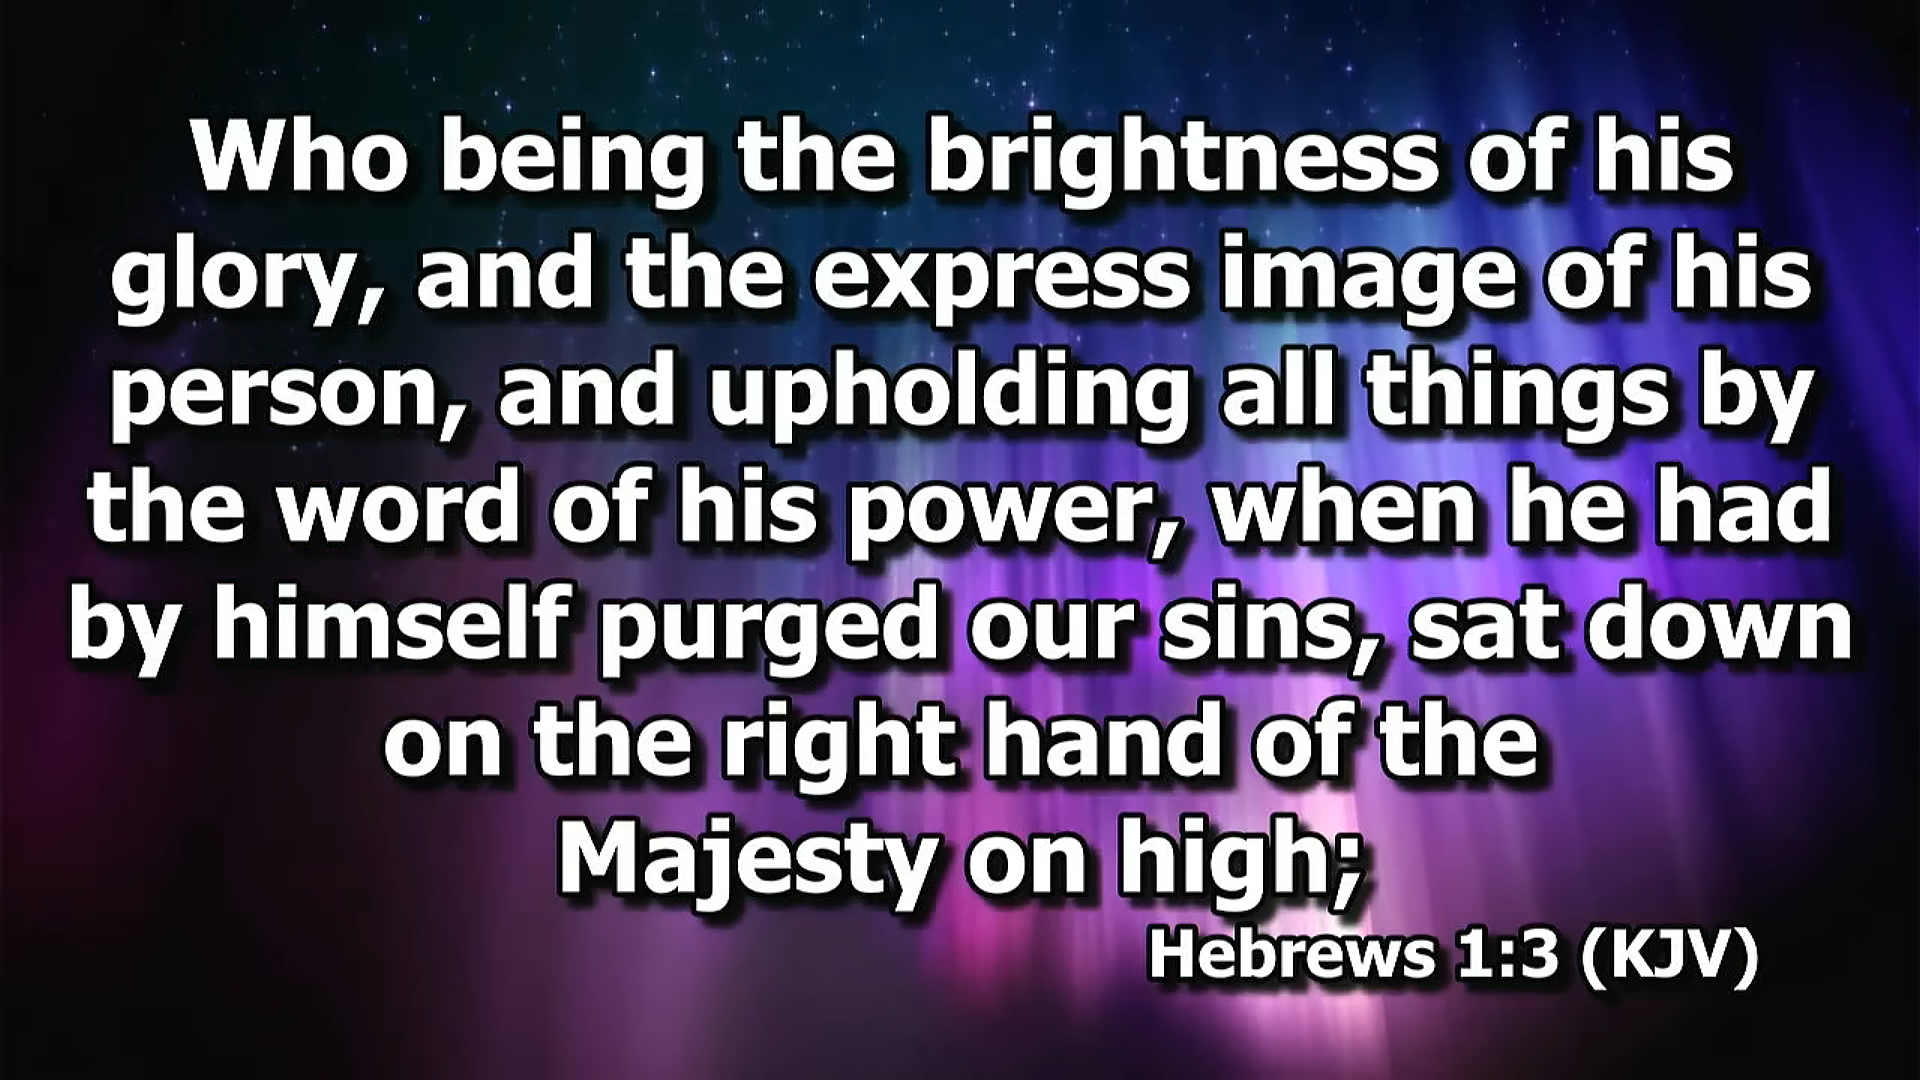 Who being the brightness of his
glory, and the express image of his
person, and upholding all things by
the word of his power, when he had
by himself purged our sins, sat down
on the right hand of the
Majesty on high;
Hebrews 1:3 (KJV)